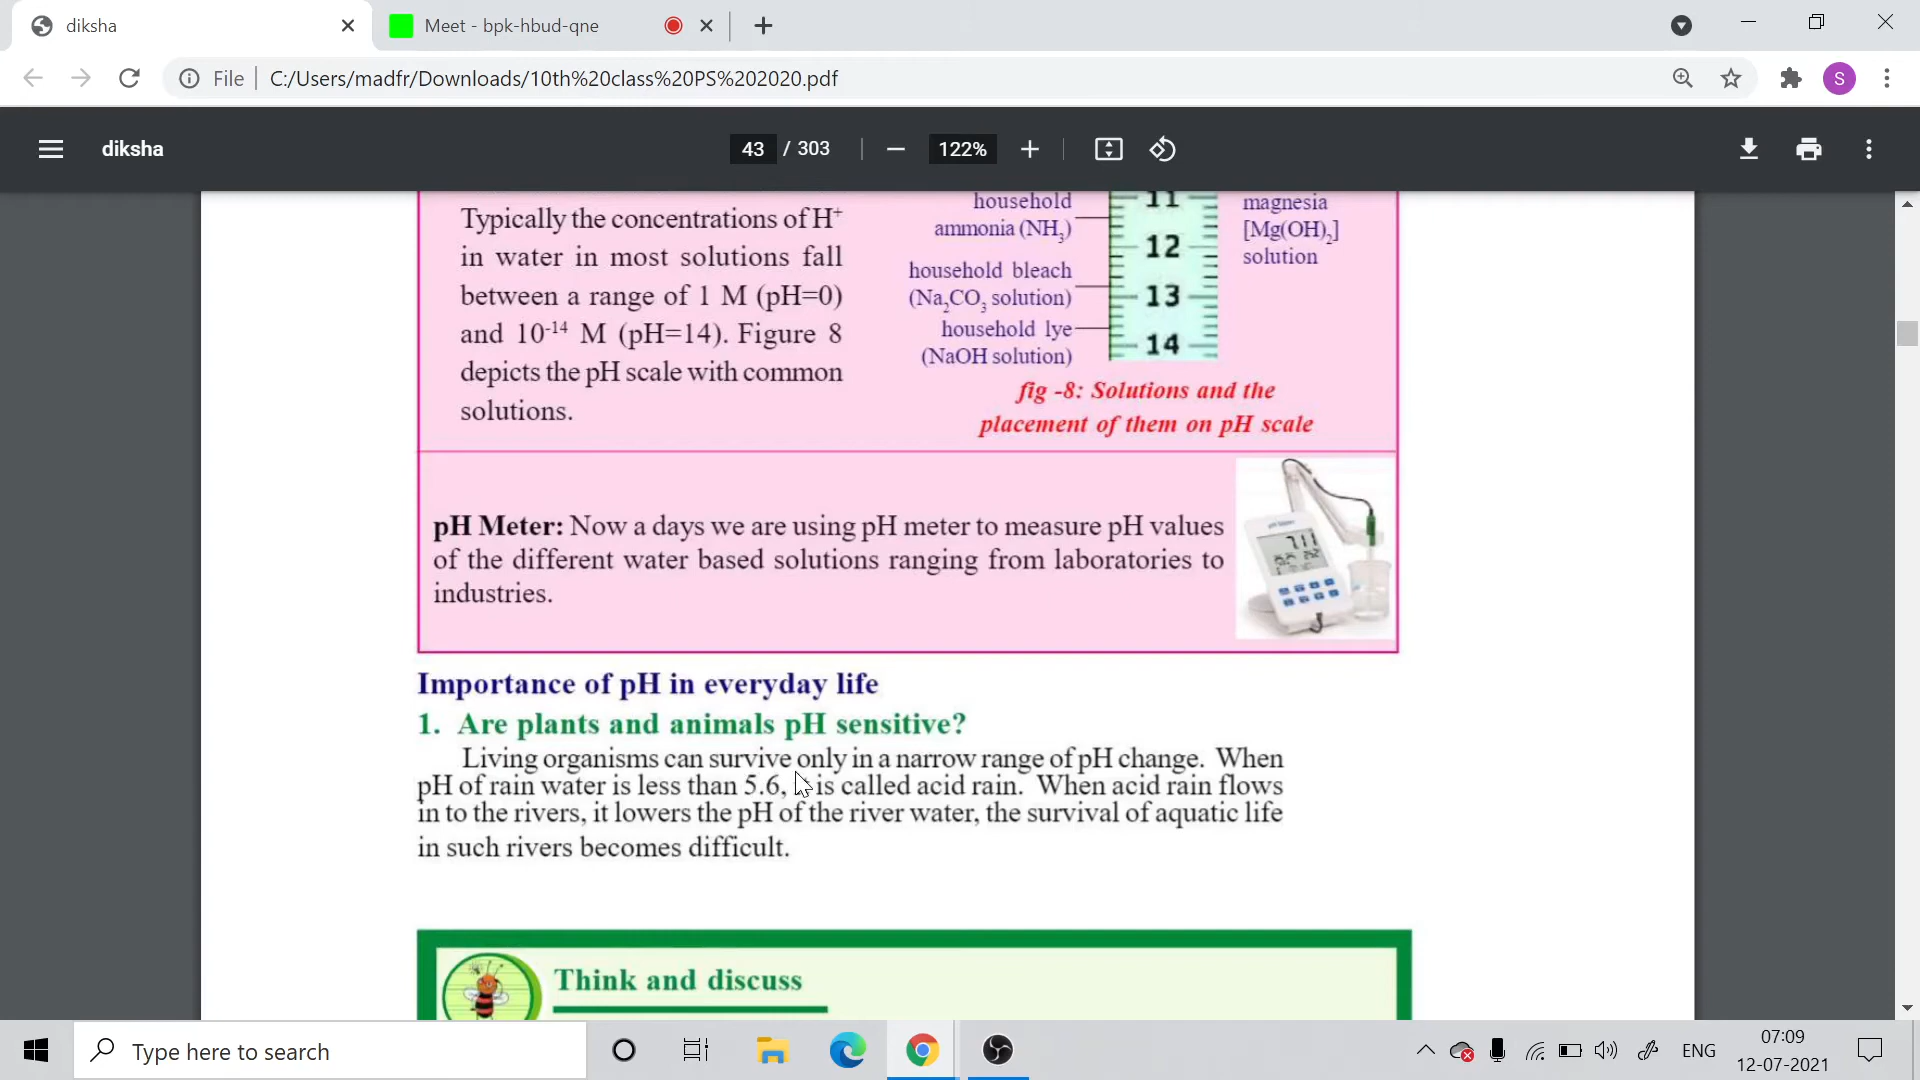 diksha
Meet - bpk-hbud-qne
File
C:/Users/madfr/Downloads/10th%20class%20PS%202020.pdf
S
diksha
43 / 303
122%
Typically the concentrations of H⁺
in water in most solutions fall
between a range of 1 M (pH=0)
and 10⁻¹⁴ M (pH=14). Figure 8
depicts the pH scale with common
solutions.
household
ammonia (NH₃)
household bleach
(Na₂CO₃ solution)
household lye
(NaOH solution)
11
12
13
14
magnesia
[Mg(OH)₂]
solution
fig -8: Solutions and the
placement of them on pH scale
pH Meter: Now a days we are using pH meter to measure pH values
of the different water based solutions ranging from laboratories to
industries.
711
Importance of pH in everyday life
1. Are plants and animals pH sensitive?
Living organisms can survive only in a narrow range of pH change. When
pH of rain water is less than 5.6, is called acid rain. When acid rain flows
in to the rivers, it lowers the pH of the river water, the survival of aquatic life
in such rivers becomes difficult.
Think and discuss
Type here to search
ENG
07:09
12-07-2021